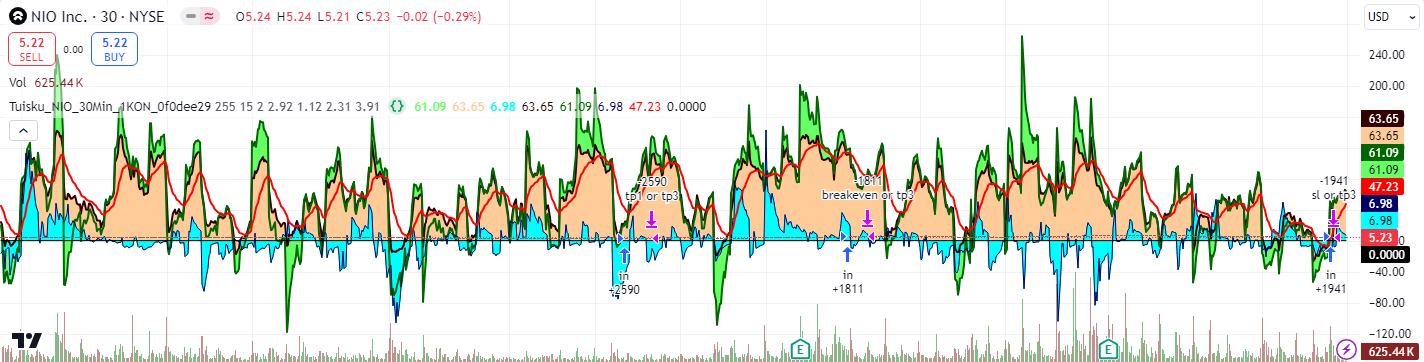 NIO Inc. · 30 · NYSE O5.24 H5.24 L5.21 C5.23 −0.02 (−0.29%)
USD
5.22
SELL
0.00
5.22
BUY
Vol 625.44 K
Tuisku_NIO_30Min_1KON_0f0dee29 255 15 2 2.92 1.12 2.31 3.91 61.09 63.65 6.98 63.65 61.09 6.98 47.23 0.0000
240.00
200.00
63.65
63.65
61.09
61.09
47.23
6.98
6.98
5.23
0.0000
−40.00
−80.00
−120.00
625.44 K
-2590
tp1 or tp3
in
+2590
-1811
breakeven or tp3
in
+1811
-1941
sl or tp3
in
+1941
E
E